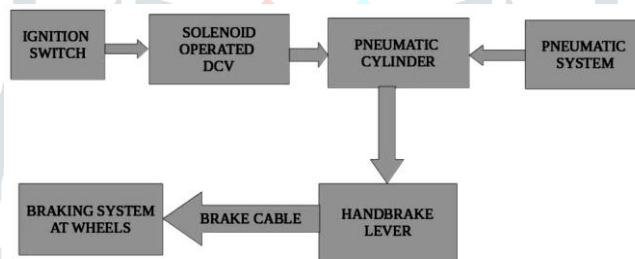 IGNITION
SWITCH
SOLENOID
OPERATED
DCV
PNEUMATIC
CYLINDER
PNEUMATIC
SYSTEM
BRAKING SYSTEM
AT WHEELS
BRAKE CABLE
HANDBRAKE
LEVER